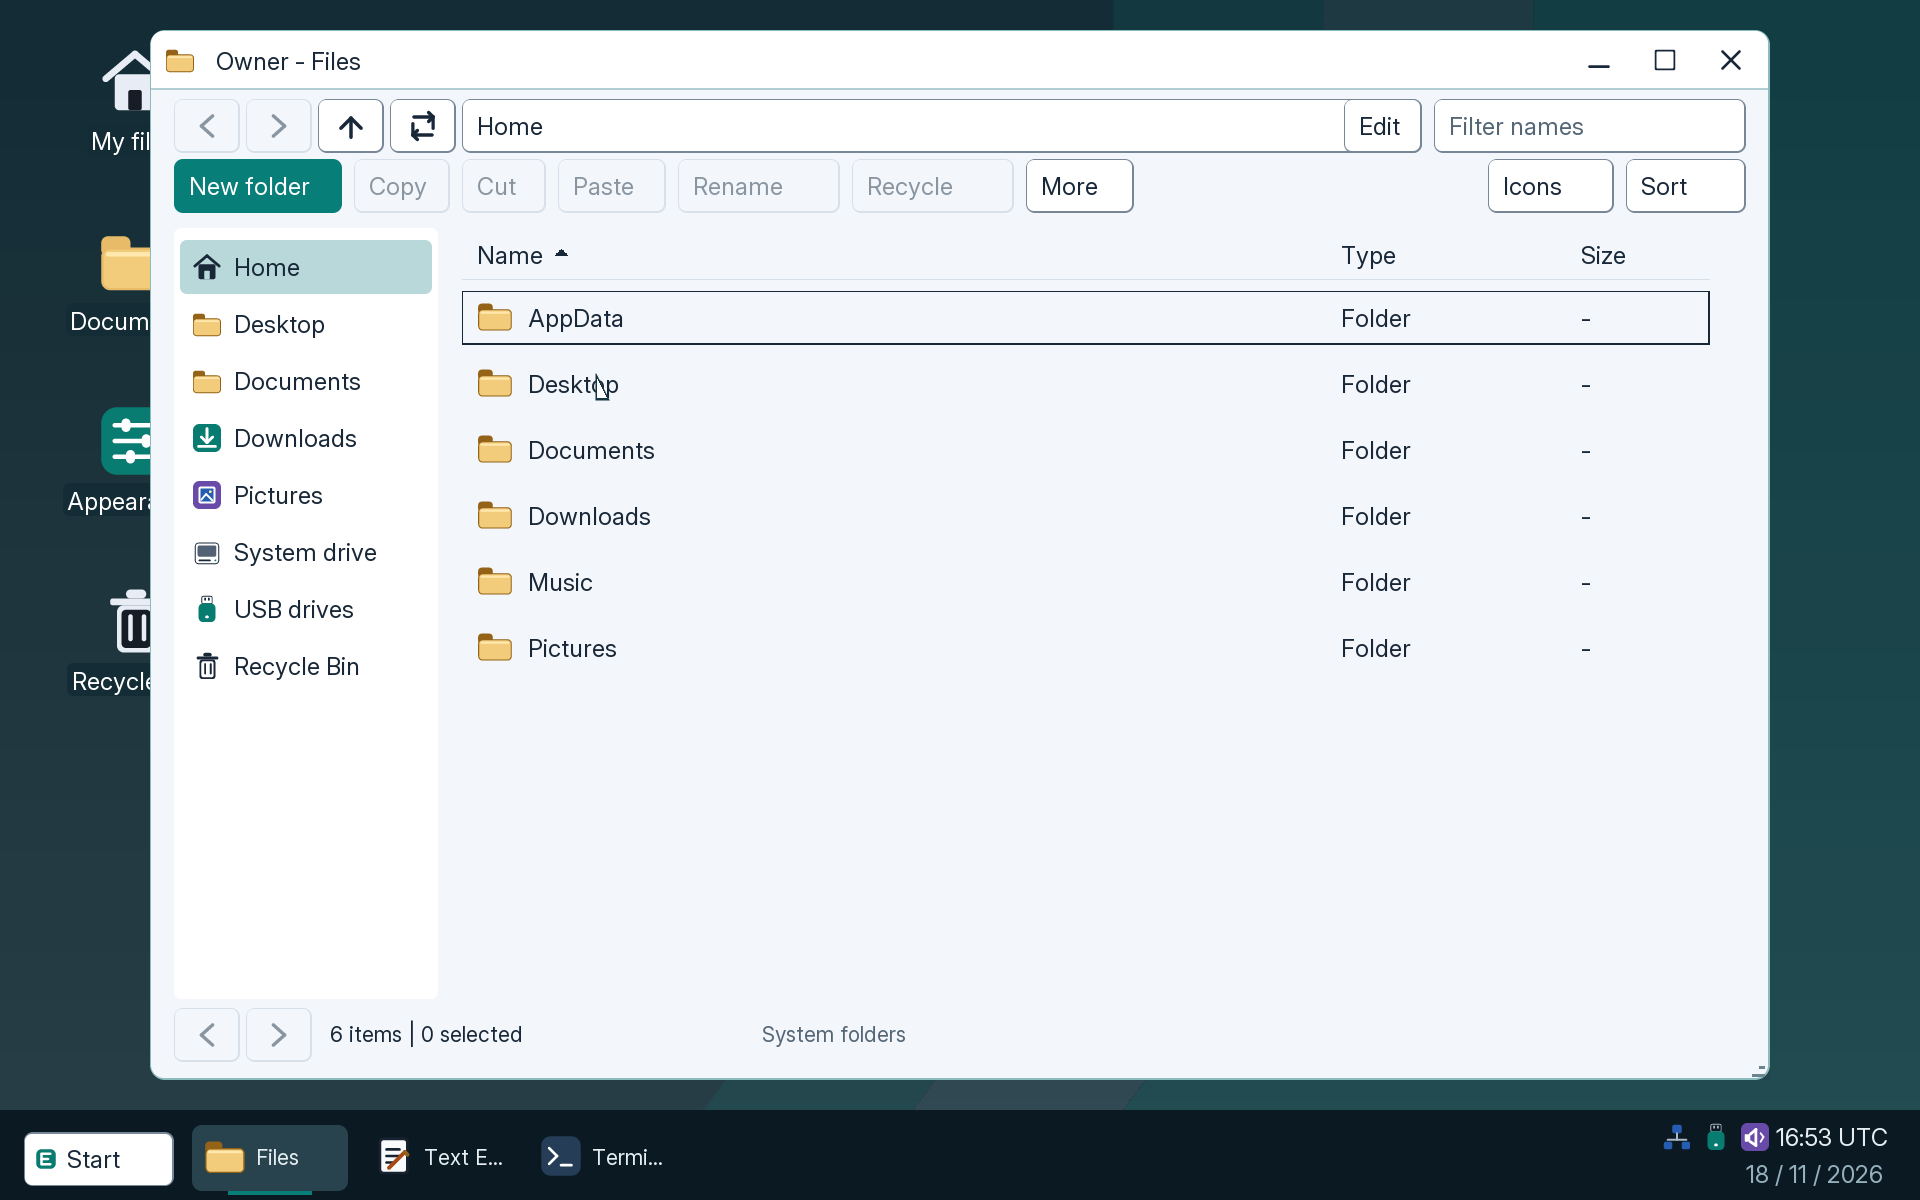 Owner - Files
Home
Edit
Filter names
New folder
Copy
Cut
Paste
Rename
Recycle
More
Icons
Sort
My fil
Docum
Appear
Recycle
Home
Desktop
Documents
Downloads
Pictures
System drive
USB drives
Recycle Bin
Name Type Size
AppData Folder -
Desktop Folder -
Documents Folder -
Downloads Folder -
Music Folder -
Pictures Folder -
6 items | 0 selected
System folders
E Start
Files
Text E...
Termi...
16:53 UTC
18 / 11 / 2026